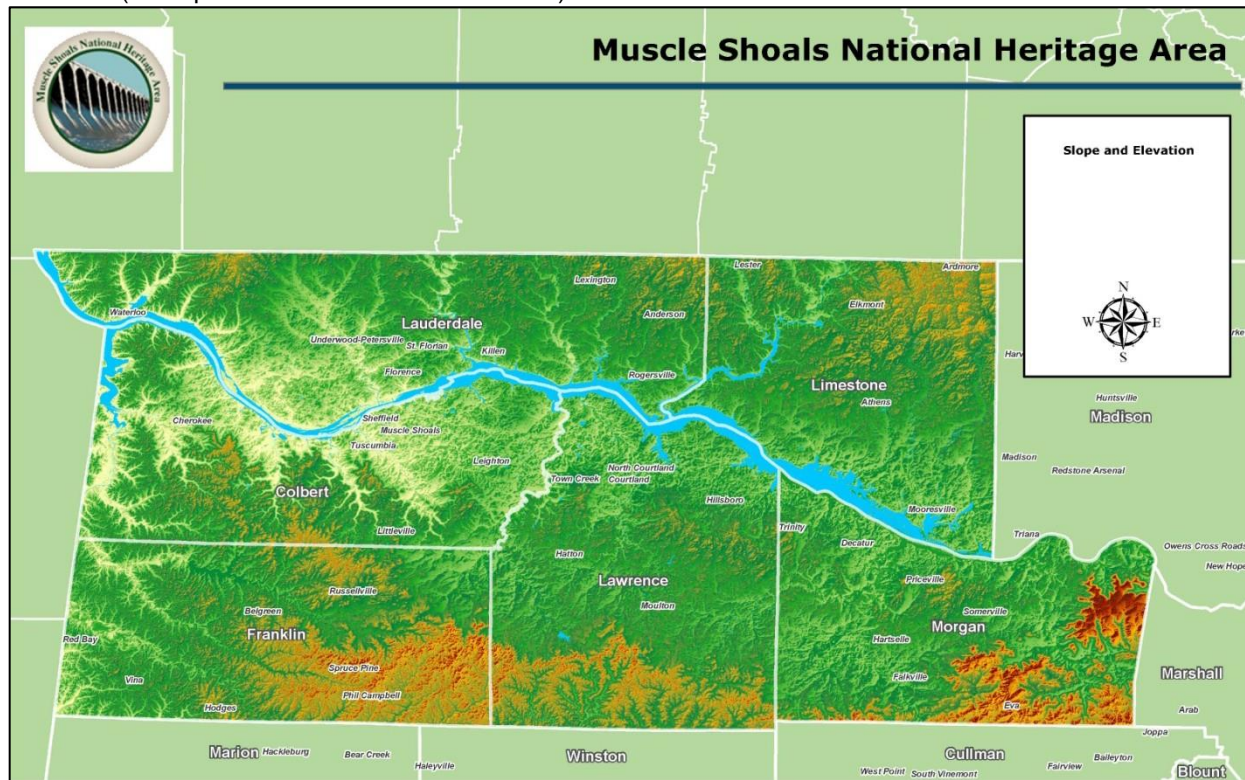 Muscle Shoals National Heritage Area
Muscle Shoals National Heritage Area
Slope and Elevation
N
W E
S
Lester
Ardmore
Lexington
Elkmont
Waterloo
Anderson
Lauderdale
Underwood-Petersville
St. Florian
Killen
Florence
Rogersville
Limestone
Athens
Huntsville
Madison
Cherokee
Sheffield
Muscle Shoals
Tuscumbia
Leighton
North Courtland
Town Creek
Courtland
Madison
Redstone Arsenal
Colbert
Hillsboro
Mooresville
Littleville
Trinity
Decatur
Triana
Owens Cross Roads
New Hope
Hatton
Lawrence
Priceville
Russellville
Moulton
Belgreen
Somerville
Morgan
Red Bay
Franklin
Hartselle
Spruce Pine
Falkville
Marshall
Vina
Phil Campbell
Hodges
Eva
Arab
Joppa
Marion
Hackleburg
Bear Creek
Haleyville
Winston
Cullman
West Point
South Vinemont
Fairview
Baileyton
Blount